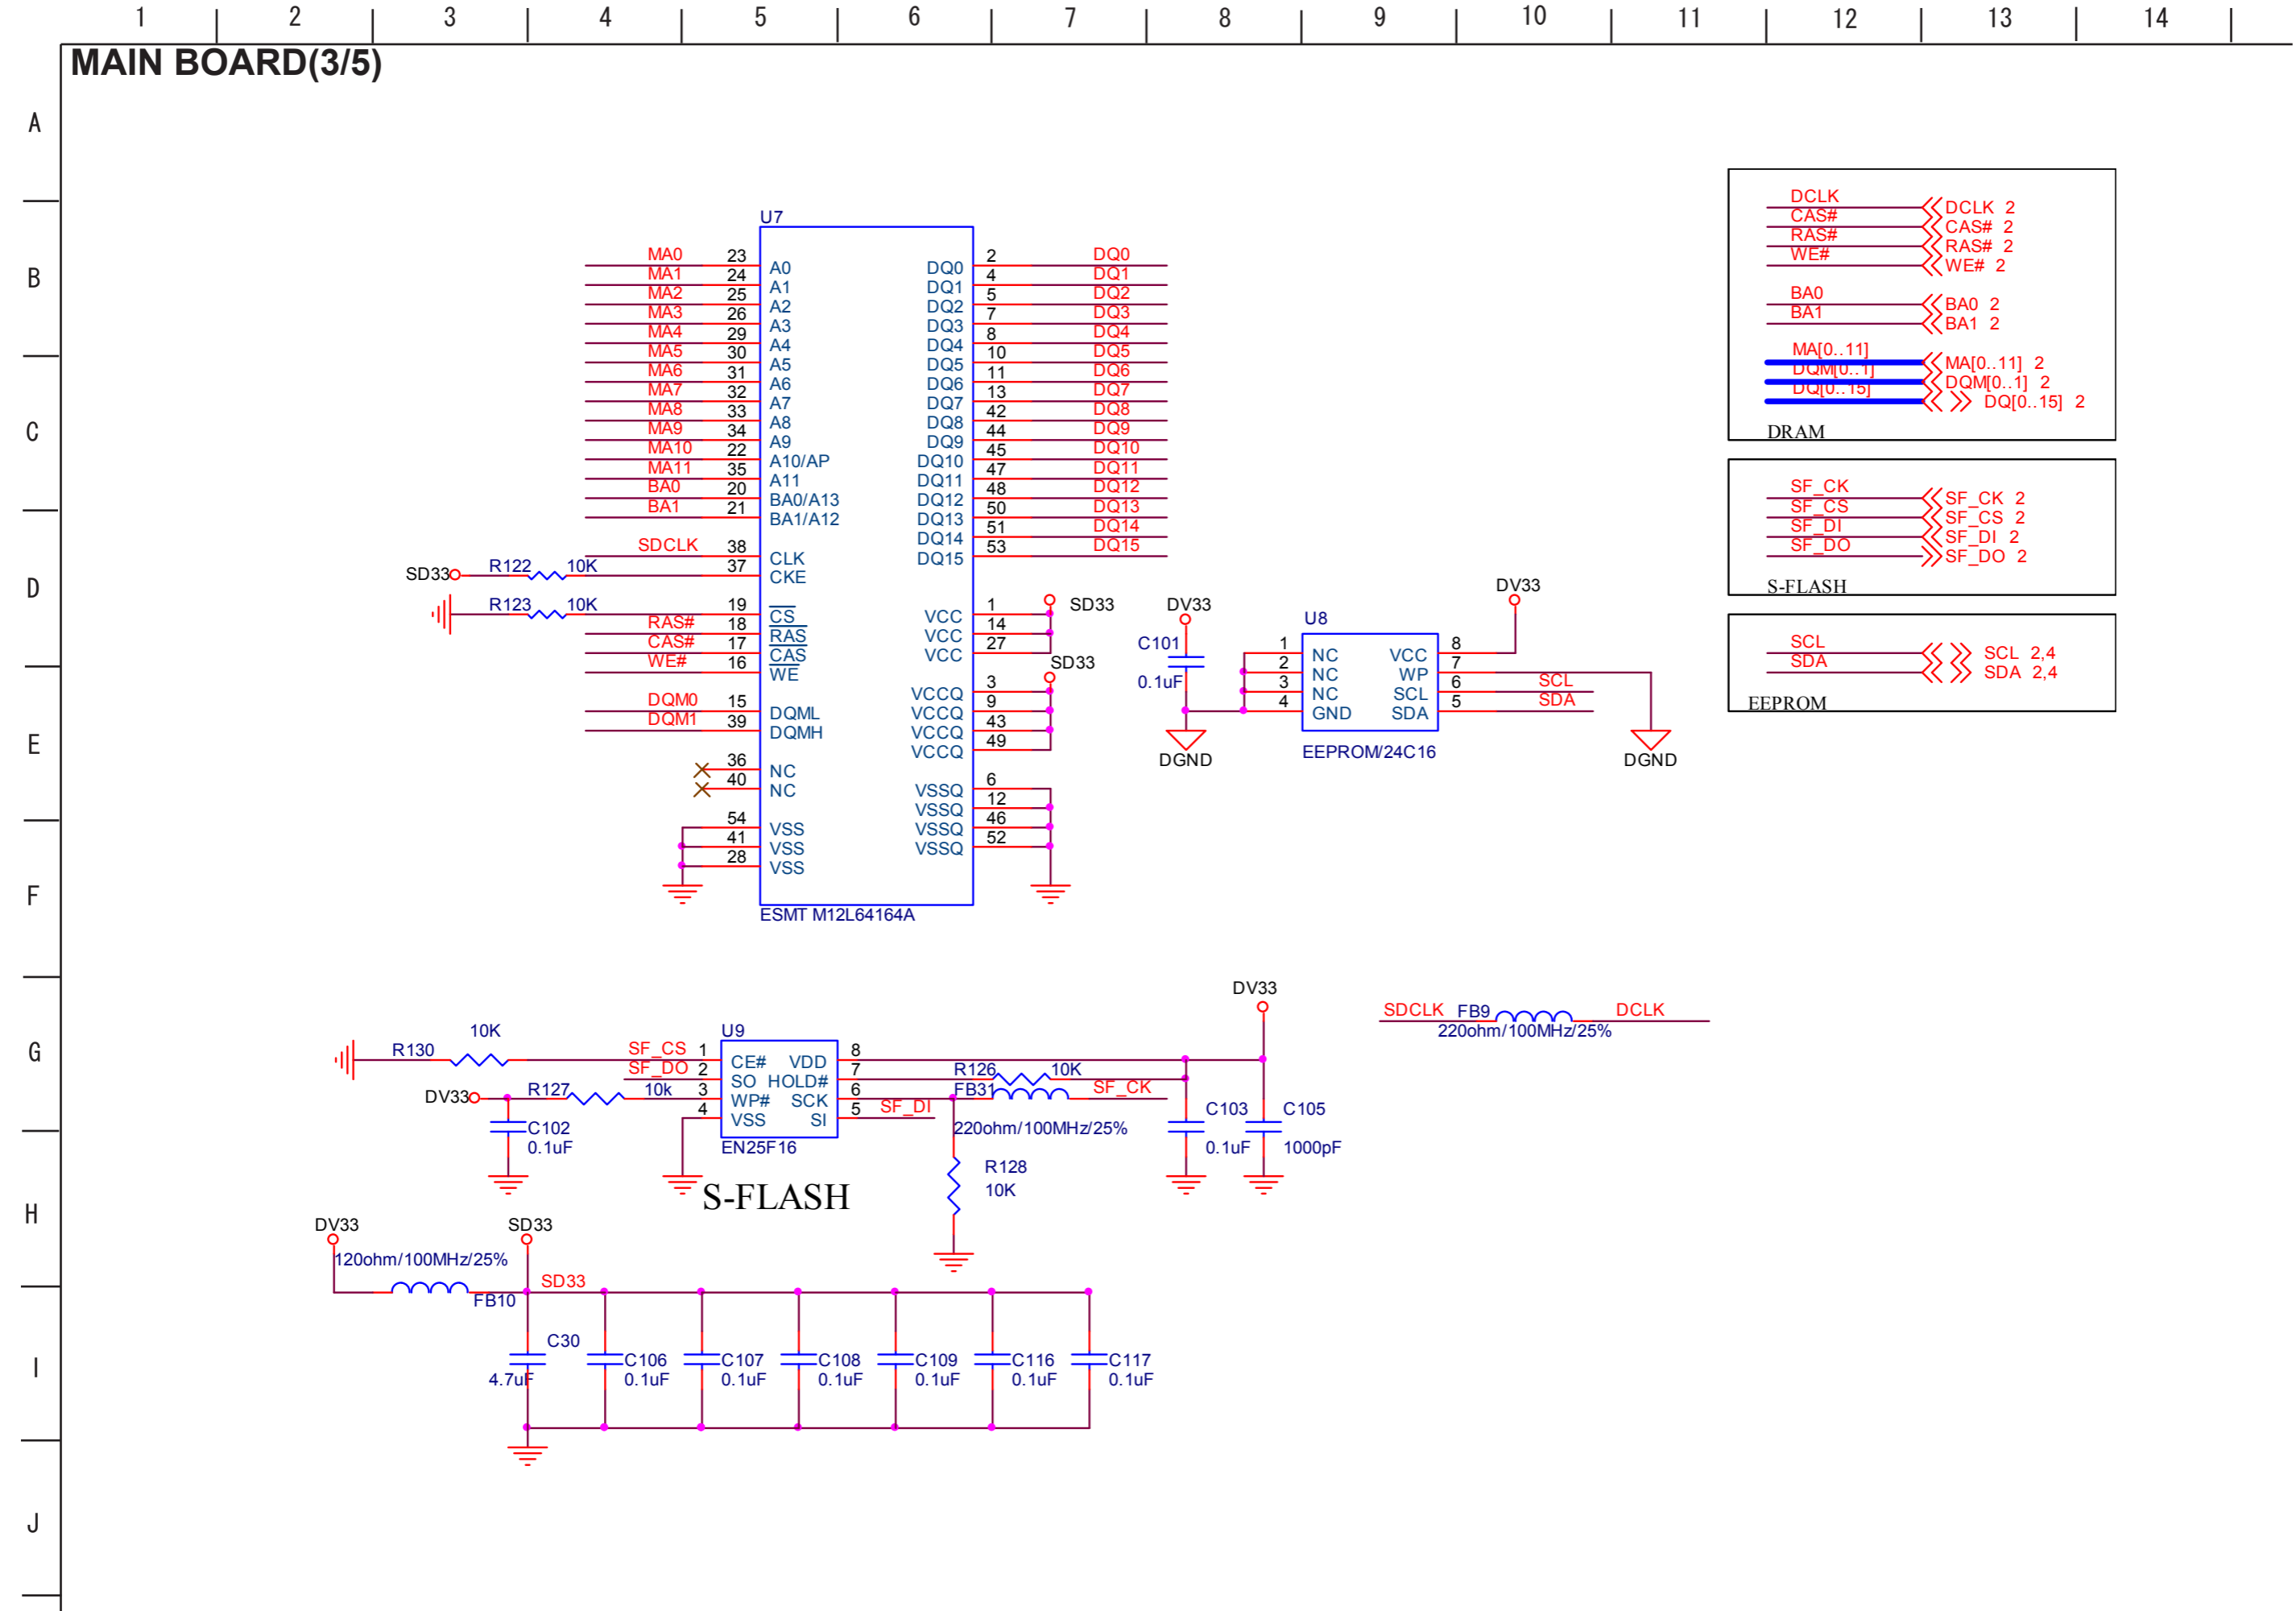 1 2 3 4 5 6 7 8 9 10 11 12 13 14
MAIN BOARD(3/5)
A
B
C
D
E
F
G
H
I
J
U7
MA0 23 A0
MA1 24 A1
MA2 25 A2
MA3 26 A3
MA4 29 A4
MA5 30 A5
MA6 31 A6
MA7 32 A7
MA8 33 A8
MA9 34 A9
MA10 22 A10/AP
MA11 35 A11
BA0 20 BA0/A13
BA1 21 BA1/A12
SDCLK 38 CLK
SD33 R122 10K 37 CKE
R123 10K 19 CS
RAS# 18 RAS
CAS# 17 CAS
WE# 16 WE
DQM0 15 DQML
DQM1 39 DQMH
36 NC
40 NC
54 VSS
41 VSS
28 VSS
DQ0 2 DQ0
DQ1 4 DQ1
DQ2 5 DQ2
DQ3 7 DQ3
DQ4 8 DQ4
DQ5 10 DQ5
DQ6 11 DQ6
DQ7 13 DQ7
DQ8 42 DQ8
DQ9 44 DQ9
DQ10 45 DQ10
DQ11 47 DQ11
DQ12 48 DQ12
DQ13 50 DQ13
DQ14 51 DQ14
DQ15 53 DQ15
VCC 1 SD33
VCC 14
VCC 27
SD33
VCCQ 3
VCCQ 9
VCCQ 43
VCCQ 49
VSSQ 6
VSSQ 12
VSSQ 46
VSSQ 52
ESMT M12L64164A
DV33
C101
0.1uF
DGND
U8
1 NC
2 NC
3 NC
4 GND
VCC 8
WP 7
SCL 6 SCL
SDA 5 SDA
DV33
EEPROM/24C16
DGND
DCLK DCLK 2
CAS# CAS# 2
RAS# RAS# 2
WE# WE# 2
BA0 BA0 2
BA1 BA1 2
MA[0..11] MA[0..11] 2
DQM[0..1] DQM[0..1] 2
DQ[0..15] DQ[0..15] 2
DRAM
SF_CK SF_CK 2
SF_CS SF_CS 2
SF_DI SF_DI 2
SF_DO SF_DO 2
S-FLASH
SCL SCL 2,4
SDA SDA 2,4
EEPROM
U9
10K
R130 SF_CS 1 CE#
SF_DO 2 SO
DV33 R127 10k 3 WP#
4 VSS
C102
0.1uF
VDD 8
HOLD# 7 R126 10K
SCK 6 FB31 SF_CK
SI 5 SF_DI
220ohm/100MHz/25%
EN25F16
S-FLASH
R128
10K
DV33
C103
0.1uF
C105
1000pF
SDCLK FB9 DCLK
220ohm/100MHz/25%
DV33 SD33
120ohm/100MHz/25%
SD33
FB10
C30
4.7uF
C106
0.1uF
C107
0.1uF
C108
0.1uF
C109
0.1uF
C116
0.1uF
C117
0.1uF